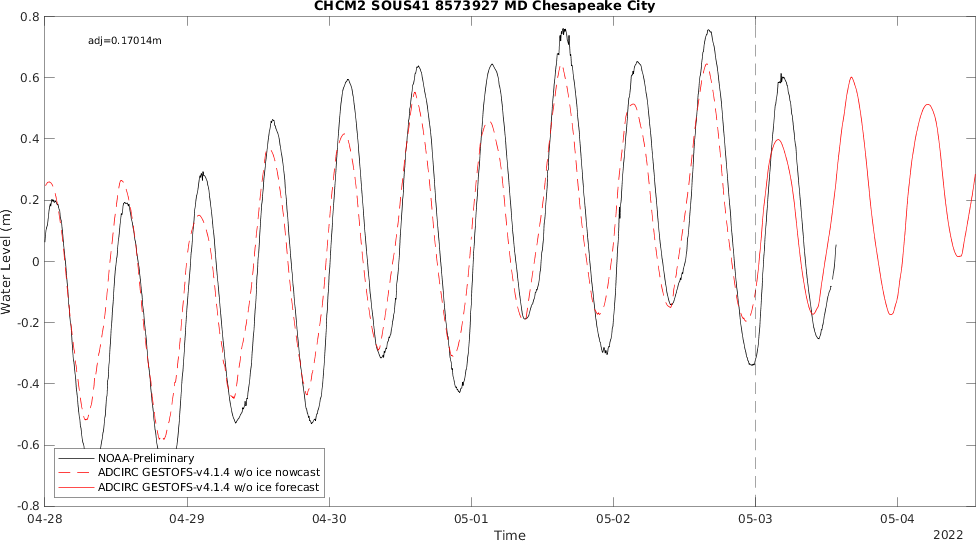 CHCM2 SOUS41 8573927 MD Chesapeake City
0.8
adj=0.17014m
0.6
0.4
0.2
0
-0.2
-0.4
-0.6
-0.8
Water Level (m)
NOAA-Preliminary
ADCIRC GESTOFS-v4.1.4 w/o ice nowcast
ADCIRC GESTOFS-v4.1.4 w/o ice forecast
04-28 04-29 04-30 05-01 05-02 05-03 05-04
Time
2022